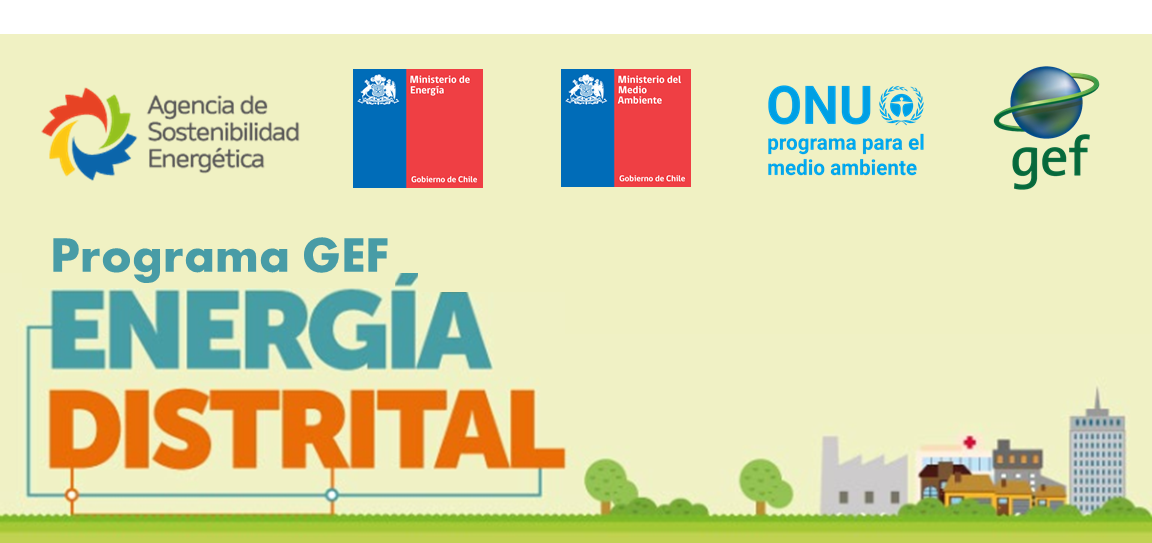 Agencia de
Sostenibilidad
Energética
Ministerio de
Energía
Gobierno de Chile
Ministerio del
Medio
Ambiente
Gobierno de Chile
ONU
programa para el
medio ambiente
gef
Programa GEF
ENERGÍA
DISTRITAL